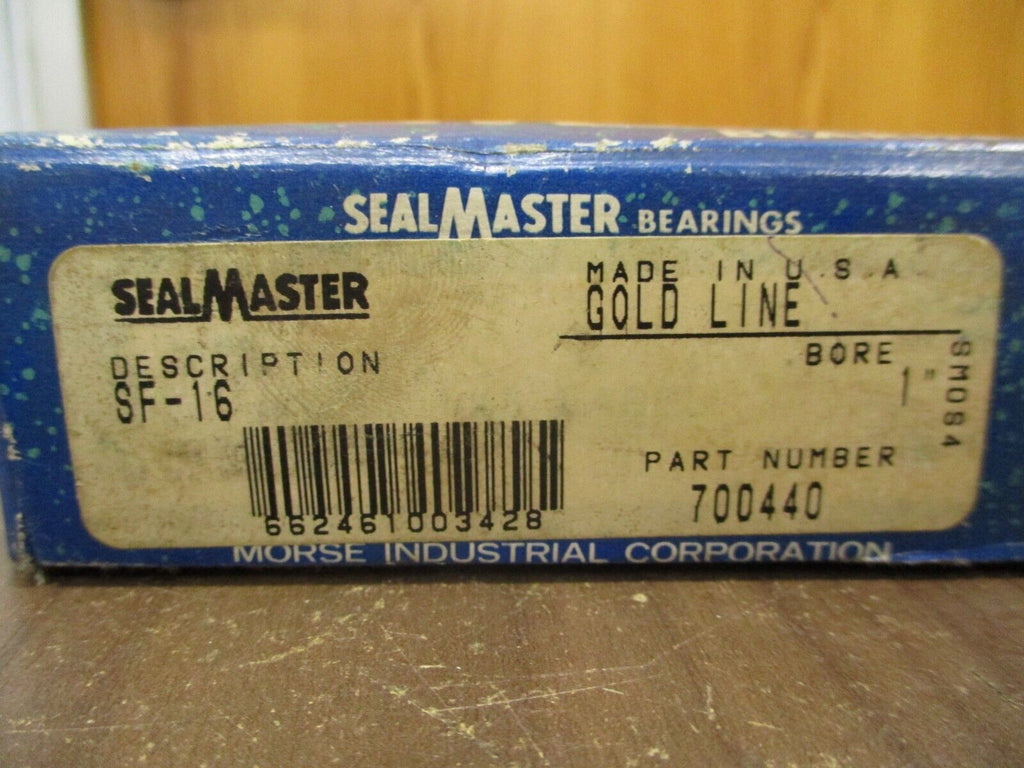 SEALMASTER BEARINGS
SEALMASTER
MADE IN U.S.A.
GOLD LINE
DESCRIPTION
SF-16
BORE
1"
SMOS4
PART NUMBER
700440
662461003428
MORSE INDUSTRIAL CORPORATION